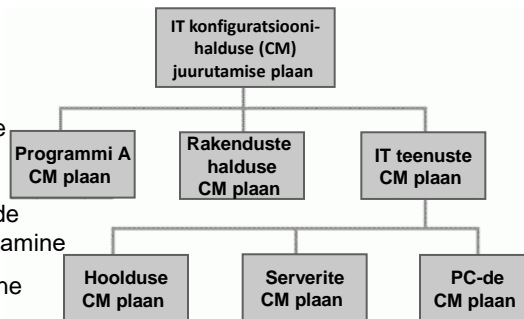 IT konfiguratsiooni-
halduse (CM)
juurutamise plaan
Programmi A
CM plaan
Rakenduste
halduse
CM plaan
IT teenuste
CM plaan
Hoolduse
CM plaan
Serverite
CM plaan
PC-de
CM plaan